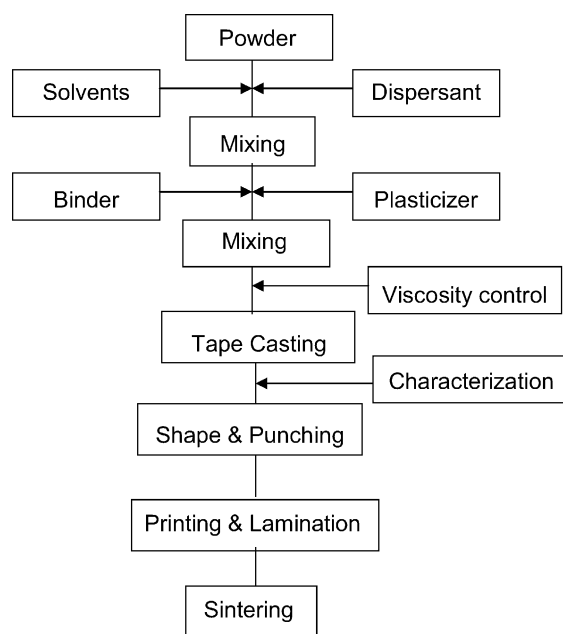 Powder
Solvents
Dispersant
Mixing
Binder
Plasticizer
Mixing
Viscosity control
Tape Casting
Characterization
Shape & Punching
Printing & Lamination
Sintering